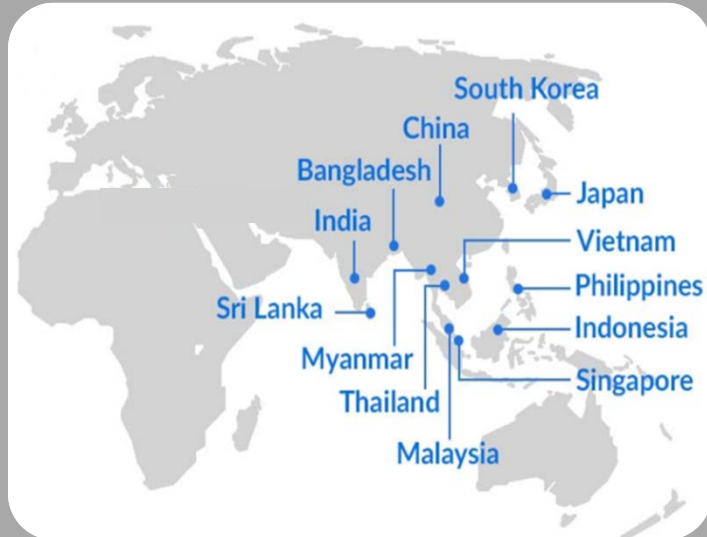 South Korea
China
Bangladesh
Japan
India
Vietnam
Philippines
Sri Lanka
Indonesia
Myanmar
Singapore
Thailand
Malaysia